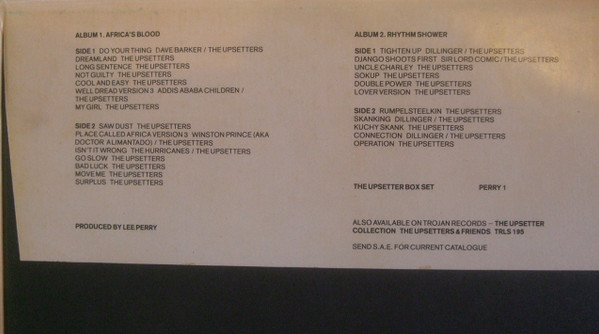 ALBUM 1. AFRICA'S BLOOD
SIDE 1 DO YOUR THING DAVE BARKER / THE UPSETTERS
DREAMLAND THE UPSETTERS
LONG SENTENCE THE UPSETTERS
NOT GUILTY THE UPSETTERS
COOL AND EASY THE UPSETTERS
WELL DREAD VERSION 3 ADDIS ABABA CHILDREN /
THE UPSETTERS
MY GIRL THE UPSETTERS
SIDE 2 SAW DUST THE UPSETTERS
PLACE CALLED AFRICA VERSION 3 WINSTON PRINCE (AKA
DOCTOR ALIMANTADO) / THE UPSETTERS
ISN'T IT WRONG THE HURRICANES / THE UPSETTERS
GO SLOW THE UPSETTERS
BAD LUCK THE UPSETTERS
MOVE ME THE UPSETTERS
SURPLUS THE UPSETTERS
PRODUCED BY LEE PERRY
ALBUM 2. RHYTHM SHOWER
SIDE 1 TIGHTEN UP DILLINGER / THE UPSETTERS
DJANGO SHOOTS FIRST SIR LORD COMIC / THE UPSETTERS
UNCLE CHARLEY THE UPSETTERS
SOKUP THE UPSETTERS
DOUBLE POWER THE UPSETTERS
LOVER VERSION THE UPSETTERS
SIDE 2 RUMPELSTEELKIN THE UPSETTERS
SKANKING DILLINGER / THE UPSETTERS
KUCHY SKANK THE UPSETTERS
CONNECTION DILLINGER / THE UPSETTERS
OPERATION THE UPSETTERS
THE UPSETTER BOX SET PERRY 1
ALSO AVAILABLE ON TROJAN RECORDS – THE UPSETTER
COLLECTION THE UPSETTERS & FRIENDS TRLS 195
SEND S.A.E. FOR CURRENT CATALOGUE